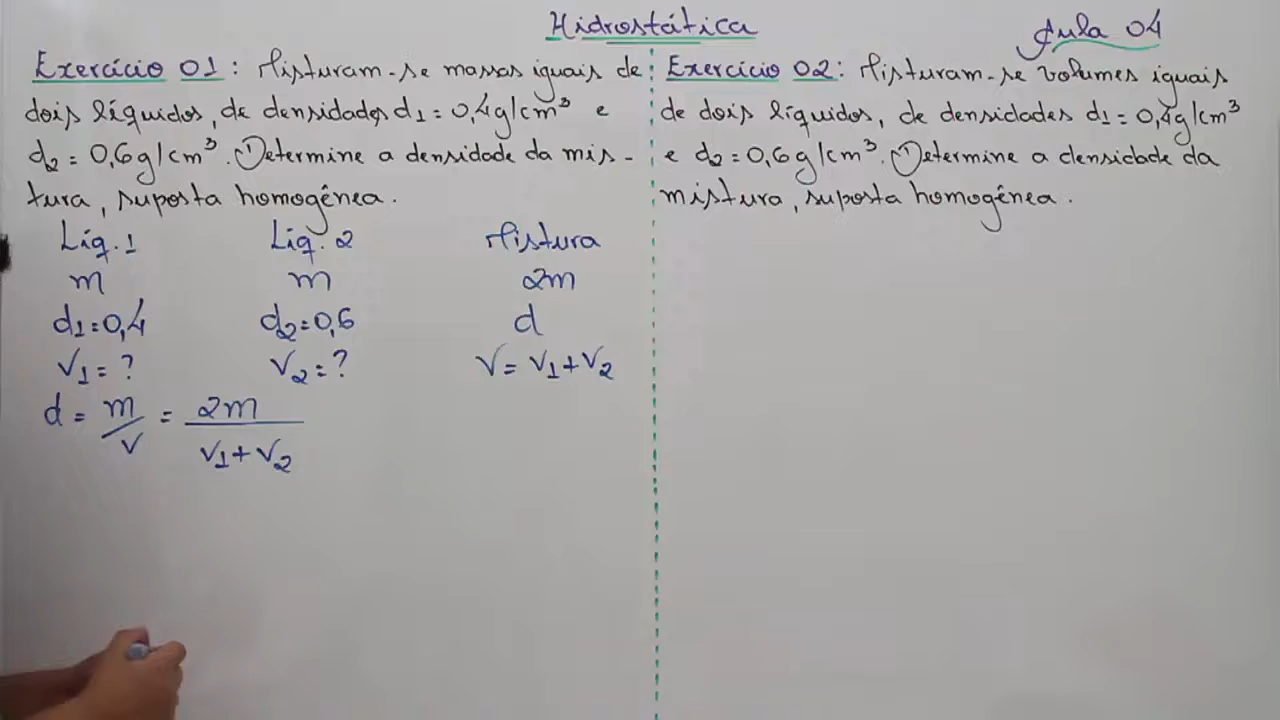 Hidrostática
Aula 04
Exercício 01: Misturam-se massas iguais de
dois líquidos, de densidades d1=0,4g/cm³ e
d2=0,6g/cm³. Determine a densidade da mis-
tura, suposta homogênea.
Líq.1 Líq.2 Mistura
m m 2m
d1=0,4 d2=0,6 d
V1=? V2=? V=V1+V2
d = m/V = 2m/V1+V2
Exercício 02: Misturam-se volumes iguais
de dois líquidos, de densidades d1=0,4g/cm³
e d2=0,6g/cm³. Determine a densidade da
mistura, suposta homogênea.